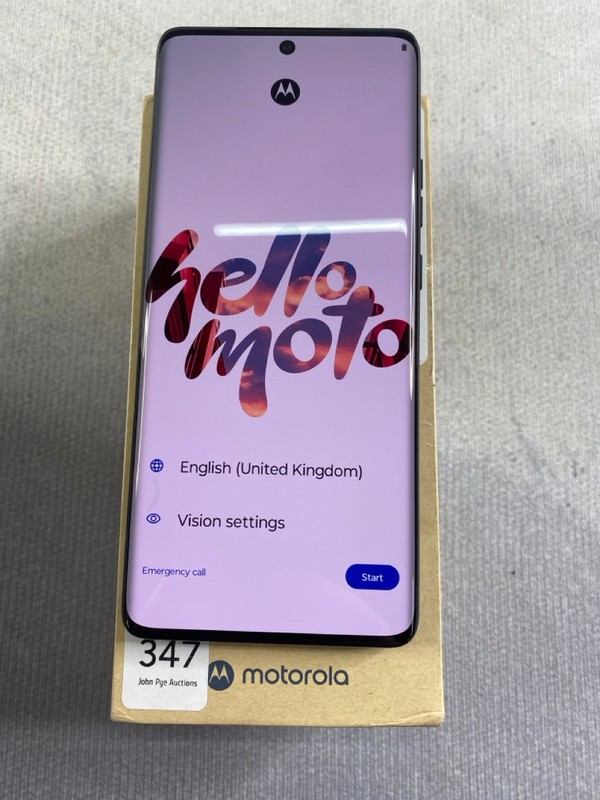 hello
moto
English (United Kingdom)
Vision settings
Emergency call
Start
347
John Pye Auctions
motorola